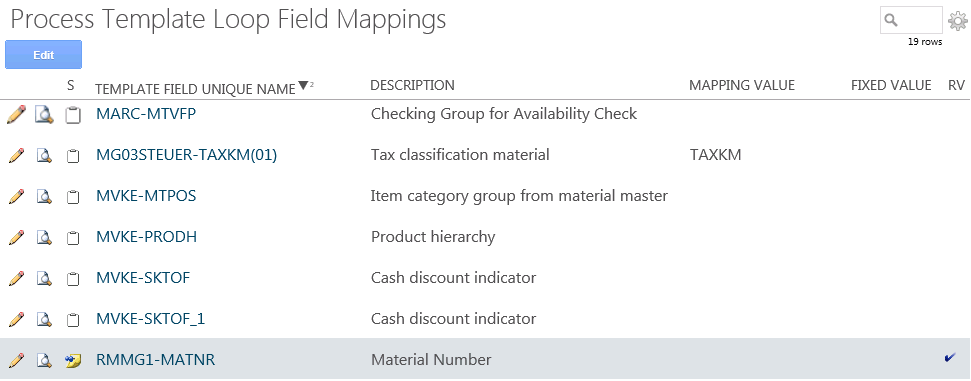 Process Template Loop Field Mappings
19 rows
Edit
S TEMPLATE FIELD UNIQUE NAME 2 DESCRIPTION MAPPING VALUE FIXED VALUE RV
MARC-MTVFP Checking Group for Availability Check
MG03STEUER-TAXKM(01) Tax classification material TAXKM
MVKE-MTPOS Item category group from material master
MVKE-PRODH Product hierarchy
MVKE-SKTOF Cash discount indicator
MVKE-SKTOF_1 Cash discount indicator
RMMG1-MATNR Material Number